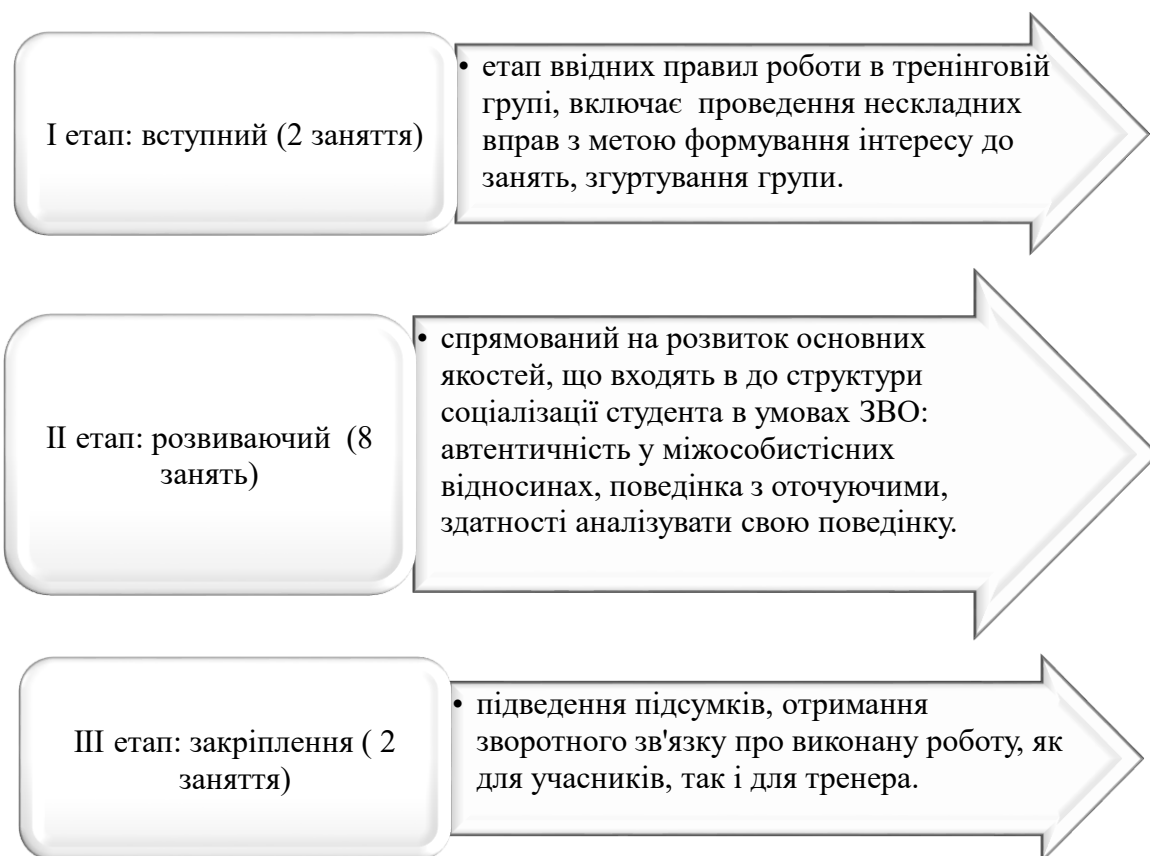 І етап: вступний (2 заняття)
• етап ввідних правил роботи в тренінговій
групі, включає проведення нескладних
вправ з метою формування інтересу до
занять, згуртування групи.
ІІ етап: розвиваючий (8
занять)
• спрямований на розвиток основних
якостей, що входять в до структури
соціалізації студента в умовах ЗВО:
автентичність у міжособистісних
відносинах, поведінка з оточуючими,
здатності аналізувати свою поведінку.
ІІІ етап: закріплення ( 2
заняття)
• підведення підсумків, отримання
зворотного зв'язку про виконану роботу, як
для учасників, так і для тренера.